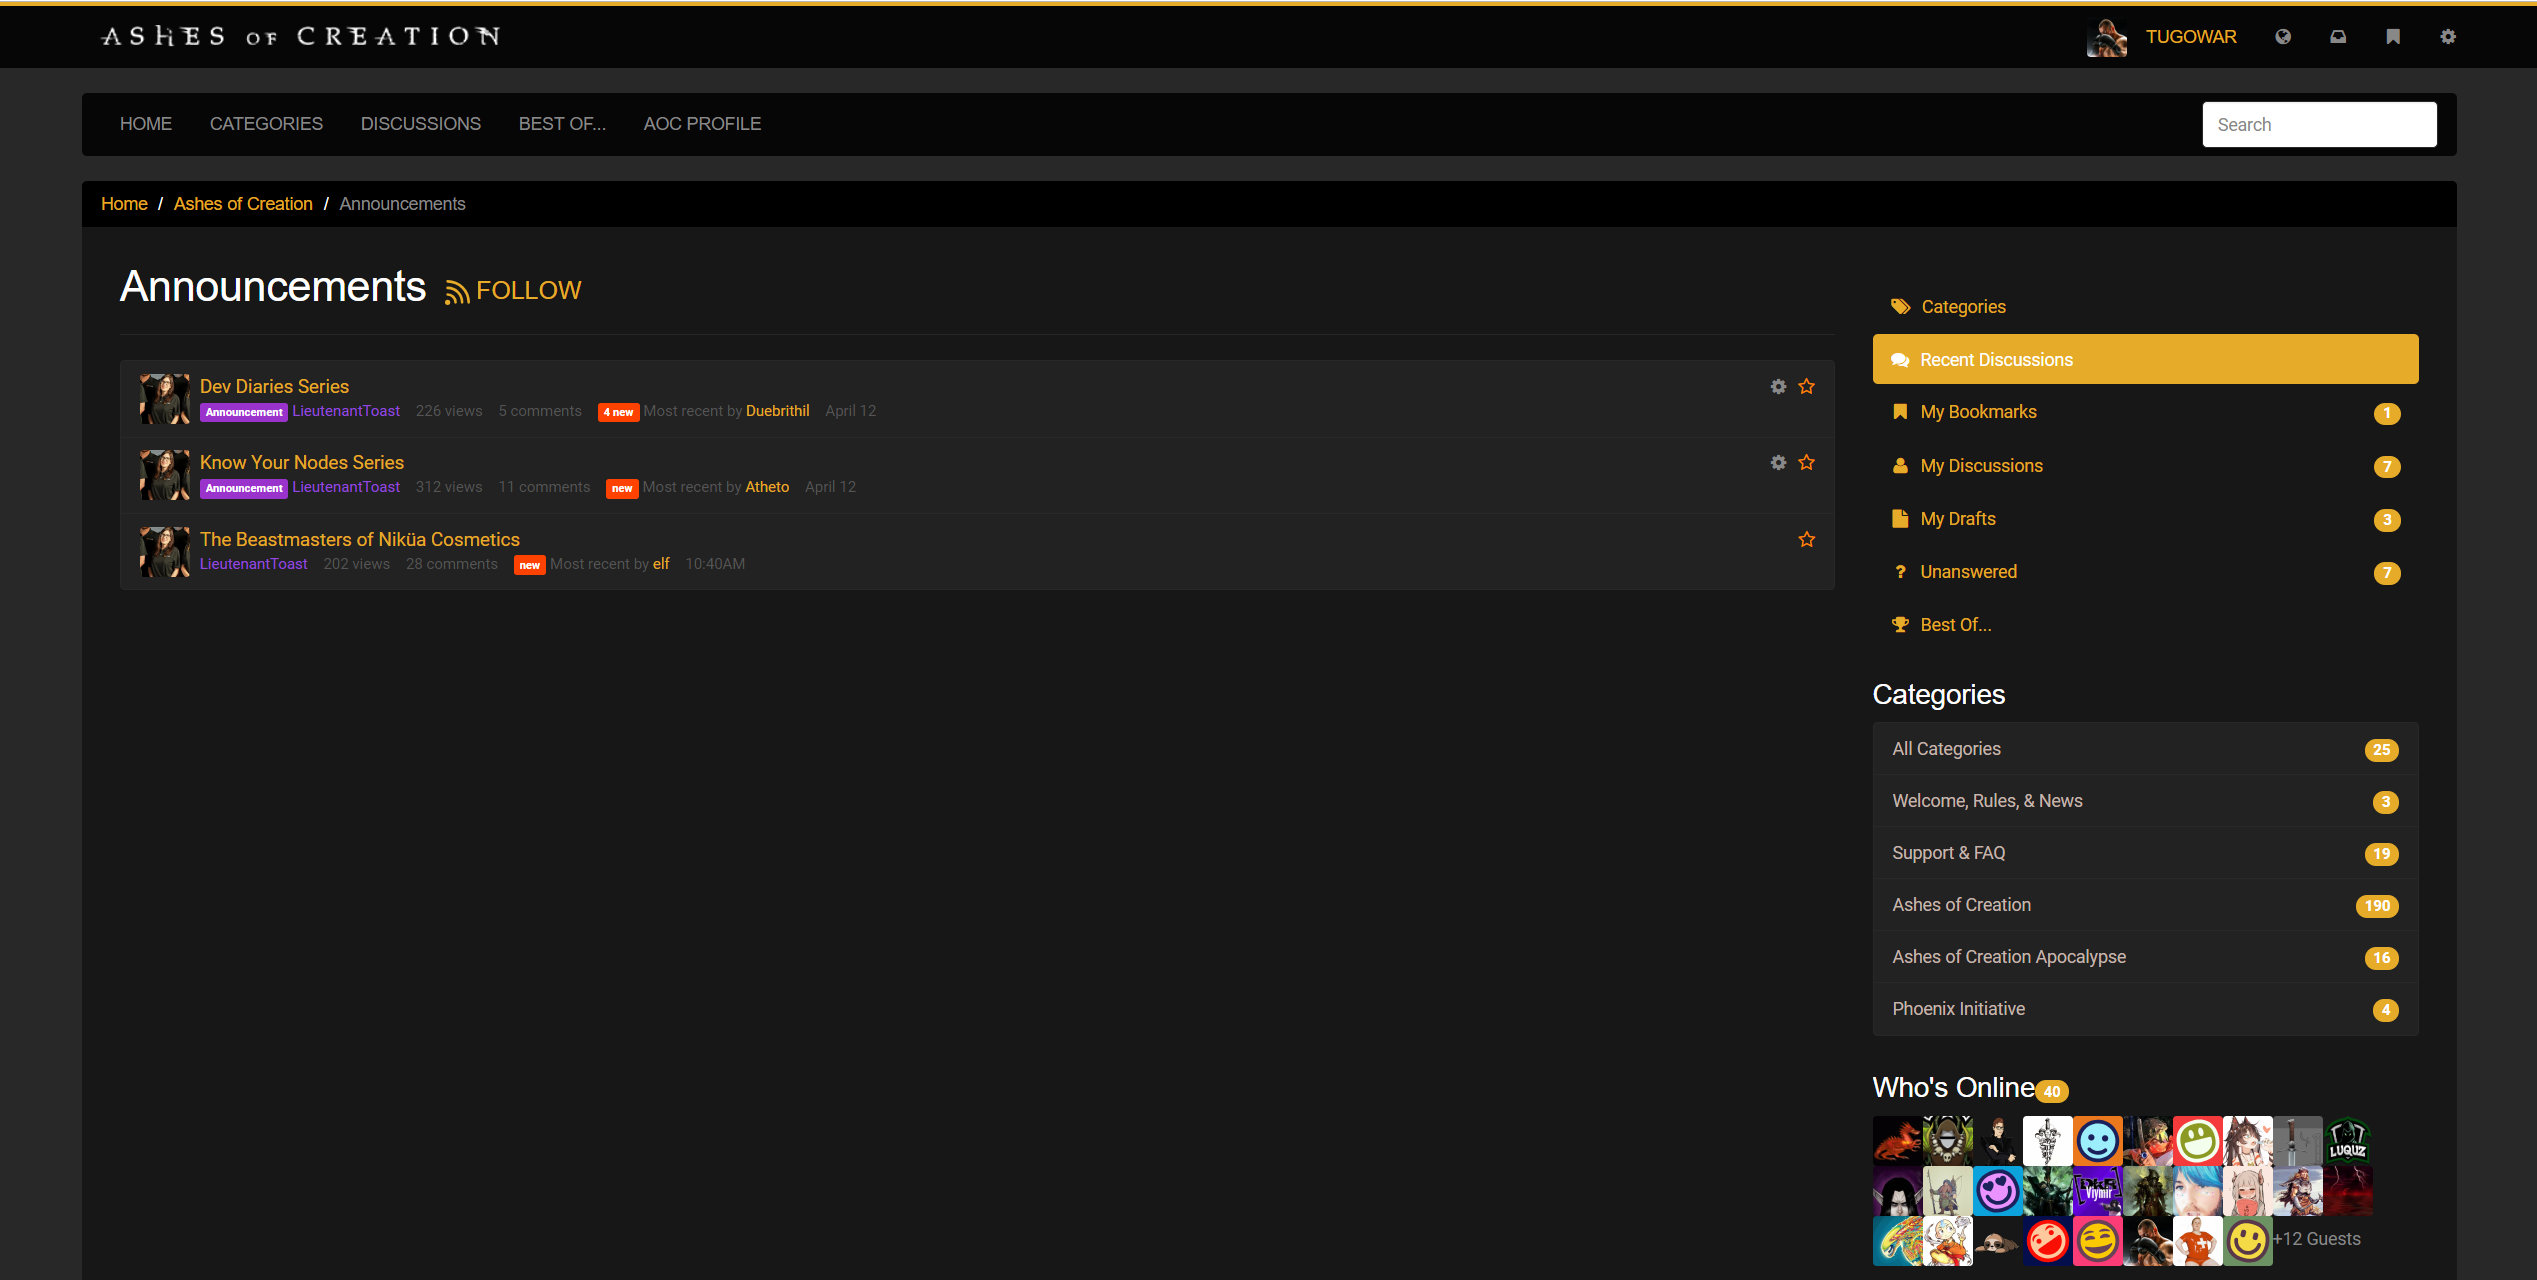 ASHES OF CREATION
TUGOWAR
HOME CATEGORIES DISCUSSIONS BEST OF... AOC PROFILE
Search
Home / Ashes of Creation / Announcements
Announcements FOLLOW
Dev Diaries Series
Announcement LieutenantToast 226 views 5 comments 4 new Most recent by Duebrithil April 12
Know Your Nodes Series
Announcement LieutenantToast 312 views 11 comments new Most recent by Atheto April 12
The Beastmasters of Niküa Cosmetics
LieutenantToast 202 views 28 comments new Most recent by elf 10:40AM
Categories
Recent Discussions
My Bookmarks 1
My Discussions 7
My Drafts 3
? Unanswered 7
Best Of...
Categories
All Categories 25
Welcome, Rules, & News 3
Support & FAQ 19
Ashes of Creation 190
Ashes of Creation Apocalypse 16
Phoenix Initiative 4
Who's Online 40
LUQUZ
Vlymir
+12 Guests